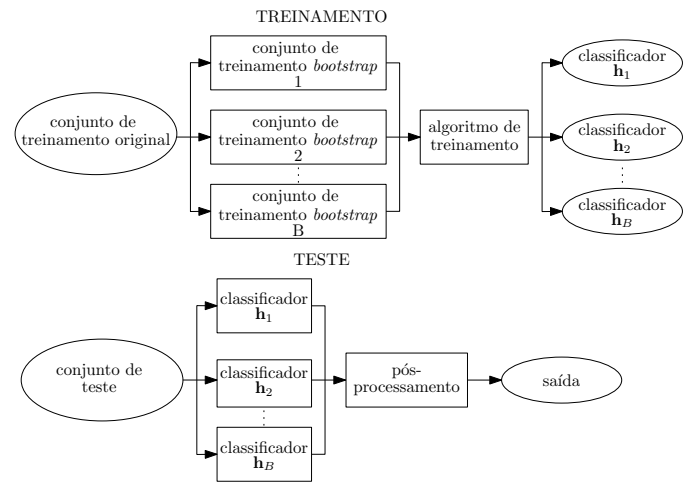 TREINAMENTO
conjunto de
treinamento original
conjunto de
treinamento bootstrap
1
conjunto de
treinamento bootstrap
2
conjunto de
treinamento bootstrap
B
algoritmo de
treinamento
classificador
h1
classificador
h2
classificador
hB
TESTE
conjunto de
teste
classificador
h1
classificador
h2
classificador
hB
pós-
processamento
saída